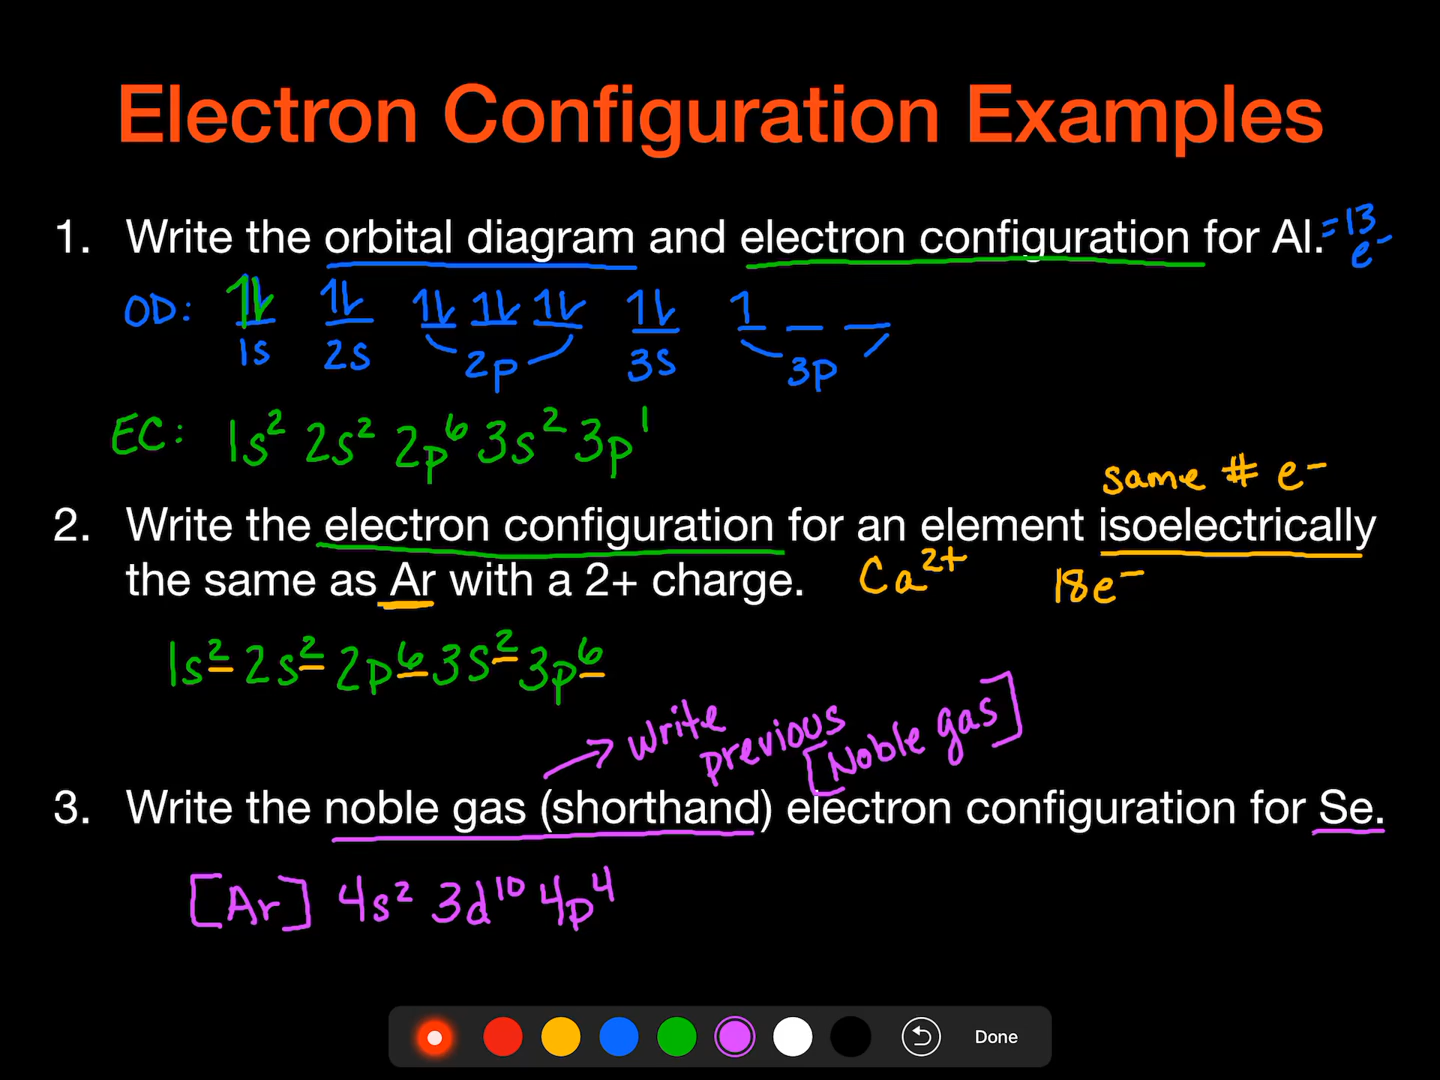 Electron Configuration Examples
1. Write the orbital diagram and electron configuration for Al. = 13 e⁻
OD: 1s 2s 2p 3s 3p
EC: 1s² 2s² 2p⁶ 3s² 3p¹
same # e⁻
2. Write the electron configuration for an element isoelectrically
the same as Ar with a 2+ charge. Ca²⁺ 18e⁻
1s² 2s² 2p⁶ 3s² 3p⁶
→ write previous [Noble gas]
3. Write the noble gas (shorthand) electron configuration for Se.
[Ar] 4s² 3d¹⁰ 4p⁴
Done